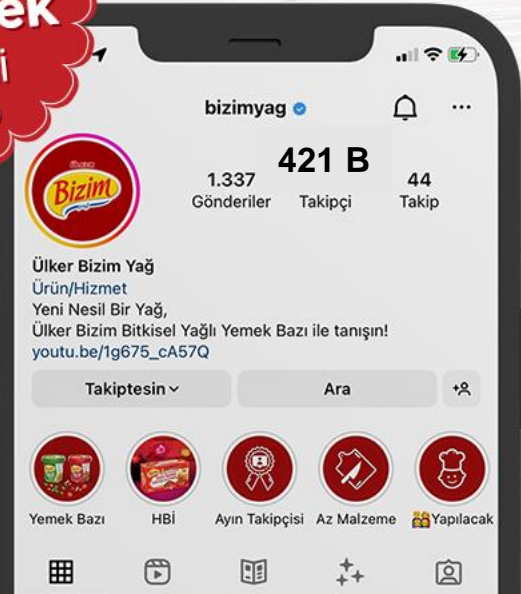 ek
i
bizimyag
421 B
1.337
44
Gönderiler
Takipçi
Takip
ÜLKER
Bizim
Ülker Bizim Yağ
Ürün/Hizmet
Yeni Nesil Bir Yağ,
Ülker Bizim Bitkisel Yağlı Yemek Bazı ile tanışın!
youtu.be/1g675_cA57Q
Takiptesin
Ara
Yemek Bazı
HBİ
Ayın Takipçisi
Az Malzeme
👫Yapılacak